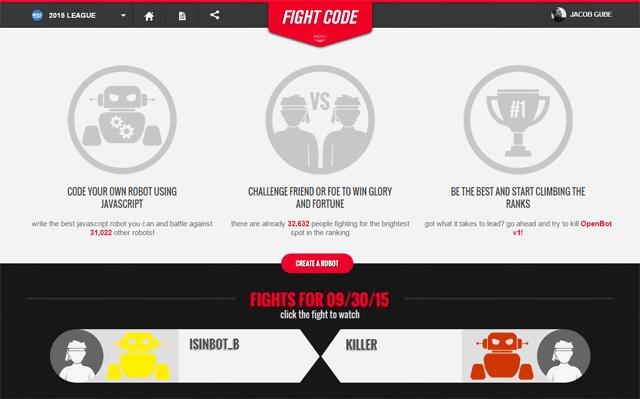 2015 LEAGUE
FIGHT CODE
MENU
JACOB GUBE
VS
#1
CODE YOUR OWN ROBOT USING
JAVASCRIPT
write the best javascript robot you can and battle against
31,022 other robots!
CHALLENGE FRIEND OR FOE TO WIN GLORY
AND FORTUNE
there are already 32,632 people fighting for the brightest
spot in the ranking
BE THE BEST AND START CLIMBING THE
RANKS
got what it takes to lead? go ahead and try to kill OpenBot
v1!
CREATE A ROBOT
FIGHTS FOR 09/30/15
click the fight to watch
ISINBOT_B
KILLER